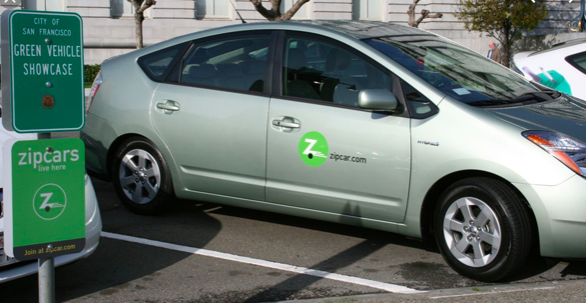 CITY OF
SAN FRANCISCO
GREEN VEHICLE
SHOWCASE
zipcars
live here
Z
Join at zipcar.com
Z zipcar.com
HYBRID